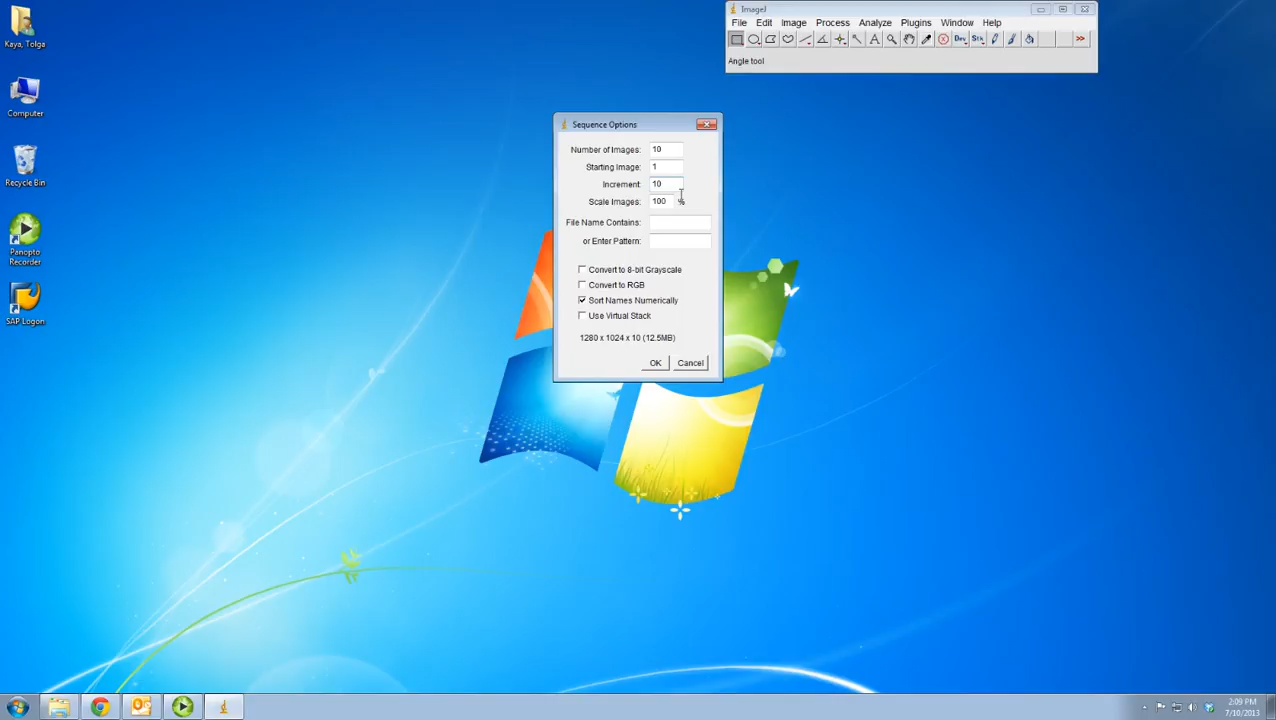 Kaya, Tolga
Computer
Recycle Bin
Panopto
Recorder
SAP Logon
ImageJ
File Edit Image Process Analyze Plugins Window Help
Dev Stk >>
Angle tool
Sequence Options
Number of Images: 10
Starting Image: 1
Increment: 10
Scale Images: 100 %
File Name Contains:
or Enter Pattern:
Convert to 8-bit Grayscale
Convert to RGB
Sort Names Numerically
Use Virtual Stack
1280 x 1024 x 10 (12.5MB)
OK Cancel
2:09 PM
7/10/2013